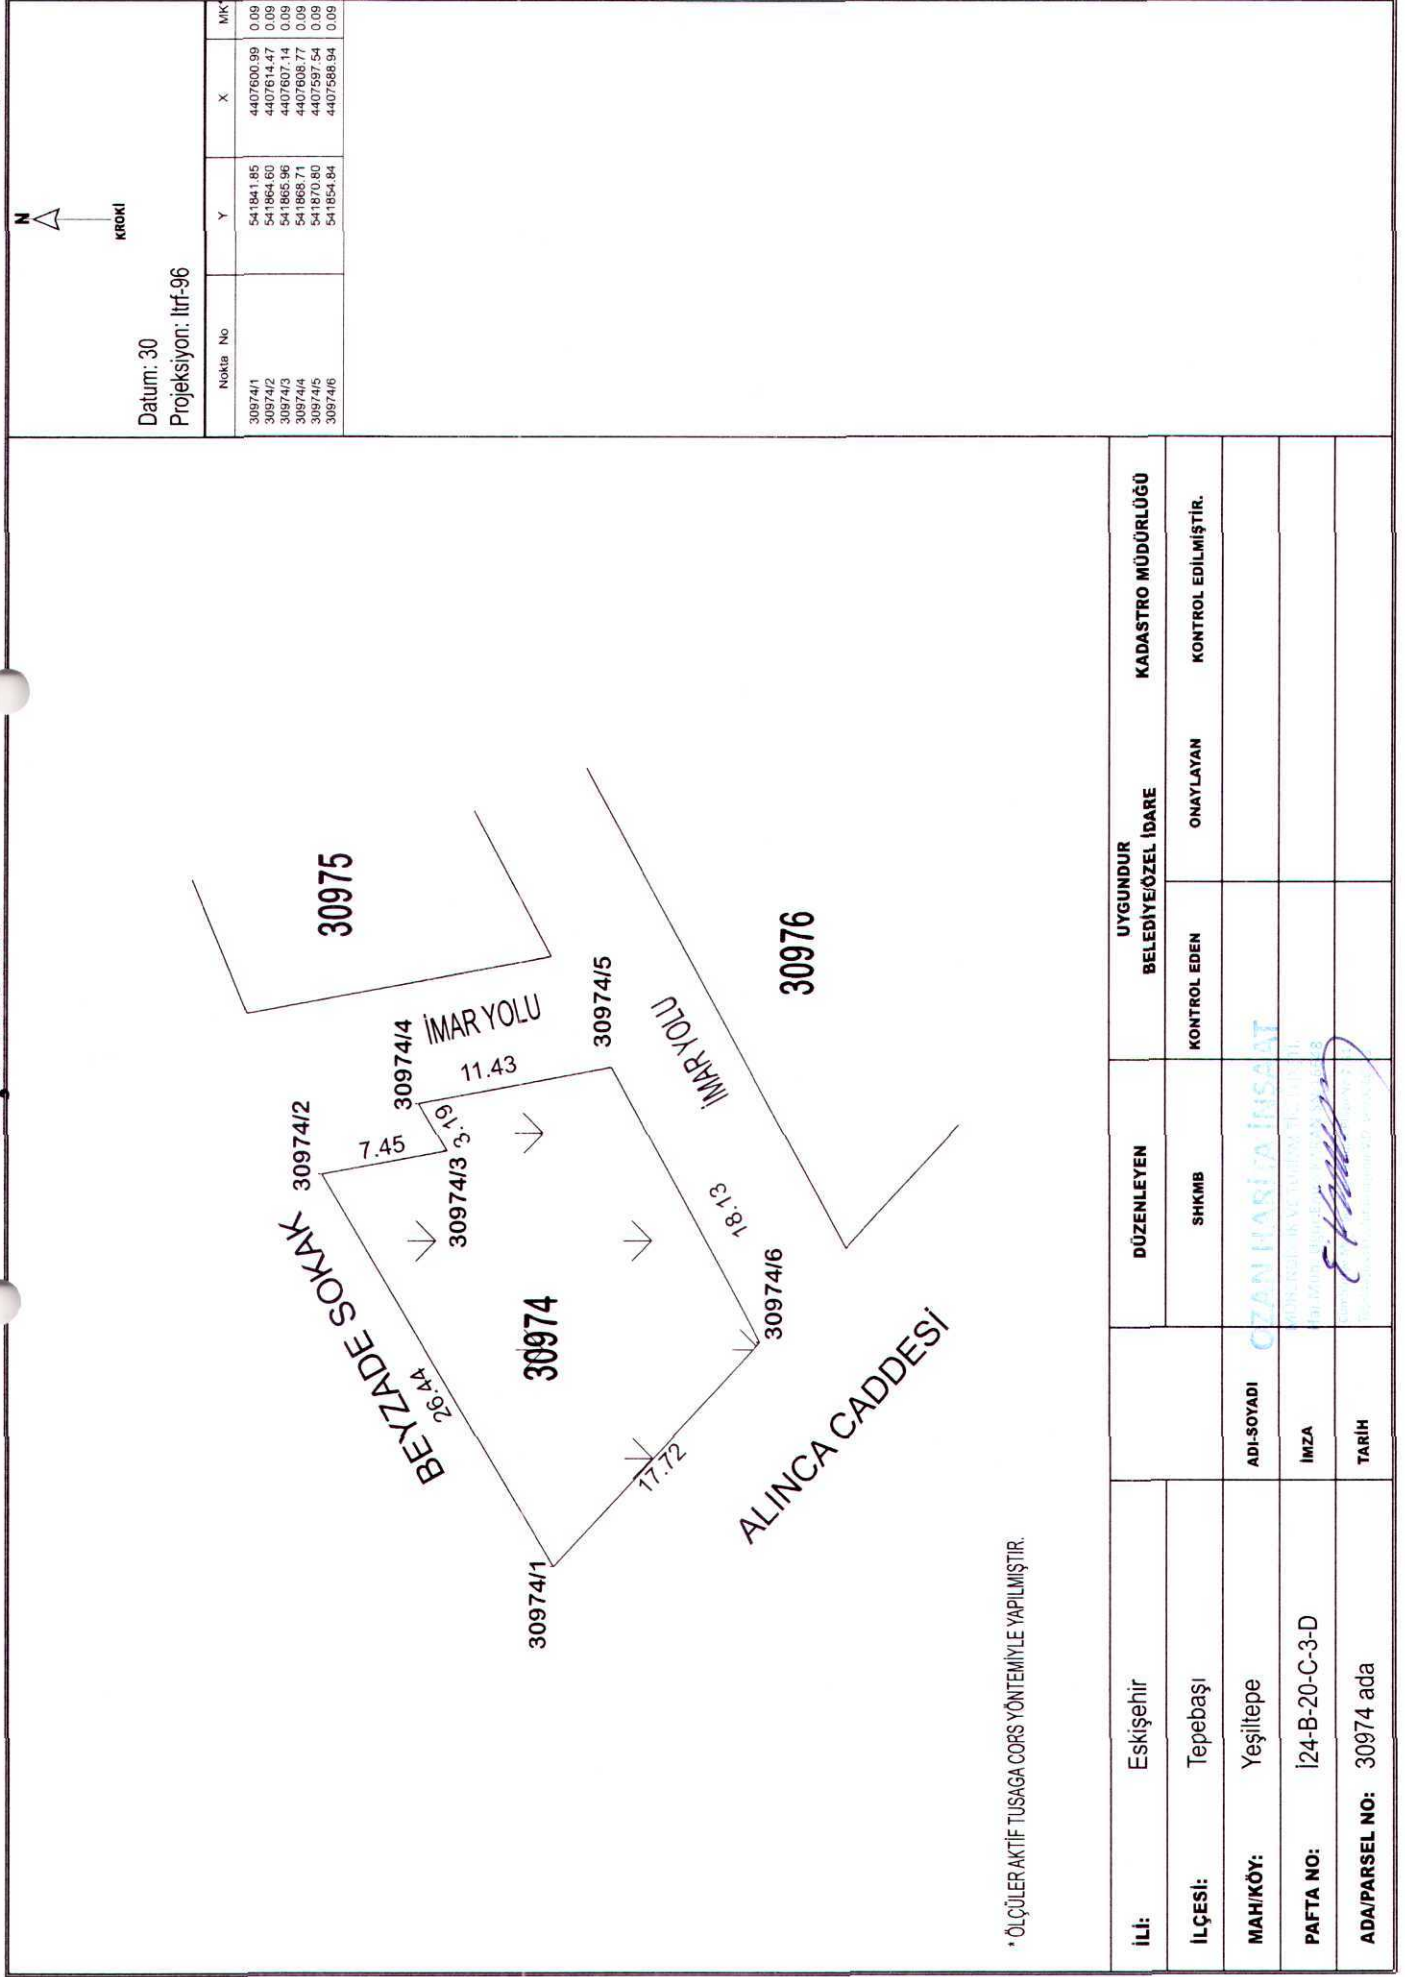 N
KROKİ
Datum: 30
Projeksiyon: Itrf-96
Nokta No Y X MK*
30974/1 541841.85 4407600.99 0.09
30974/2 541864.60 4407614.47 0.09
30974/3 541865.96 4407607.14 0.09
30974/4 541868.71 4407608.77 0.09
30974/5 541870.80 4407597.54 0.09
30974/6 541854.84 4407588.94 0.09
30975
30974/2
BEYZADE SOKAK
7.45
30974/4
İMAR YOLU
3.19
11.43
30974/3
26.44
30974/5
30974
30974/1
İMAR YOLU
18.13
17.72
30974/6
30976
ALINCA CADDESİ
* ÖLÇÜLER AKTİF TUSAGA CORS YÖNTEMİYLE YAPILMIŞTIR.
İLİ: Eskişehir
İLÇESİ: Tepebaşı
MAH/KÖY: Yeşiltepe
PAFTA NO: İ24-B-20-C-3-D
ADA/PARSEL NO: 30974 ada
DÜZENLEYEN
UYGUNDUR
BELEDİYE/ÖZEL İDARE
KADASTRO MÜDÜRLÜĞÜ
SHKMB
KONTROL EDEN
ONAYLAYAN
KONTROL EDİLMİŞTİR.
ADI-SOYADI
İMZA
TARİH
OZAN HARİTA İNŞAAT